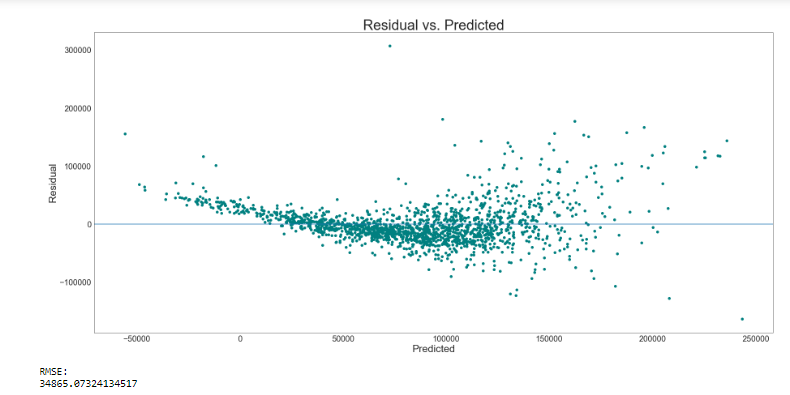 Residual vs. Predicted
300000
200000
100000
0
−100000
Residual
−50000 0 50000 100000 150000 200000 250000
Predicted
RMSE:
34865.07324134517